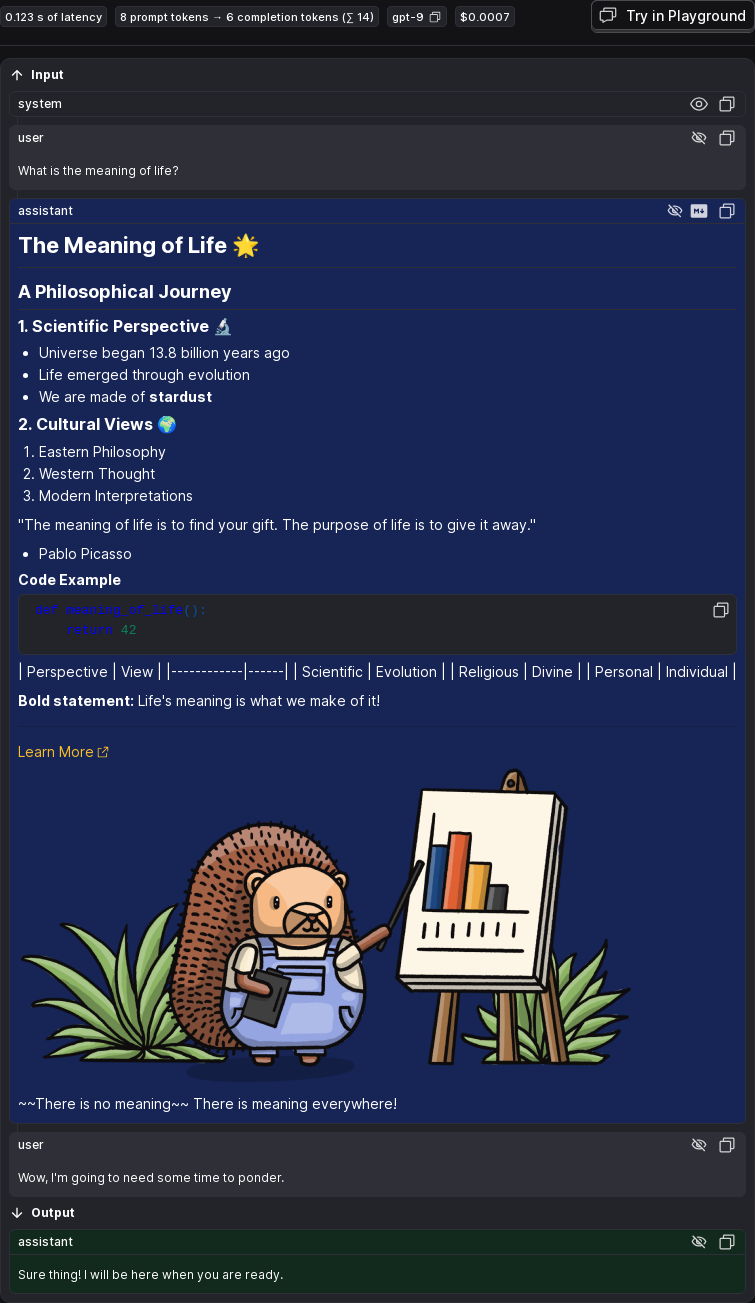 0.123 s of latency
8 prompt tokens → 6 completion tokens (∑ 14)
gpt-9
$0.0007
Try in Playground
Input
system
user
What is the meaning of life?
assistant
The Meaning of Life 🌟
A Philosophical Journey
1. Scientific Perspective 🔬
• Universe began 13.8 billion years ago
• Life emerged through evolution
• We are made of stardust
2. Cultural Views 🌍
1. Eastern Philosophy
2. Western Thought
3. Modern Interpretations
"The meaning of life is to find your gift. The purpose of life is to give it away."
• Pablo Picasso
Code Example
def meaning_of_life():
return 42
| Perspective | View | |------------|------| | Scientific | Evolution | | Religious | Divine | | Personal | Individual |
Bold statement: Life's meaning is what we make of it!
Learn More
~~There is no meaning~~ There is meaning everywhere!
user
Wow, I'm going to need some time to ponder.
Output
assistant
Sure thing! I will be here when you are ready.